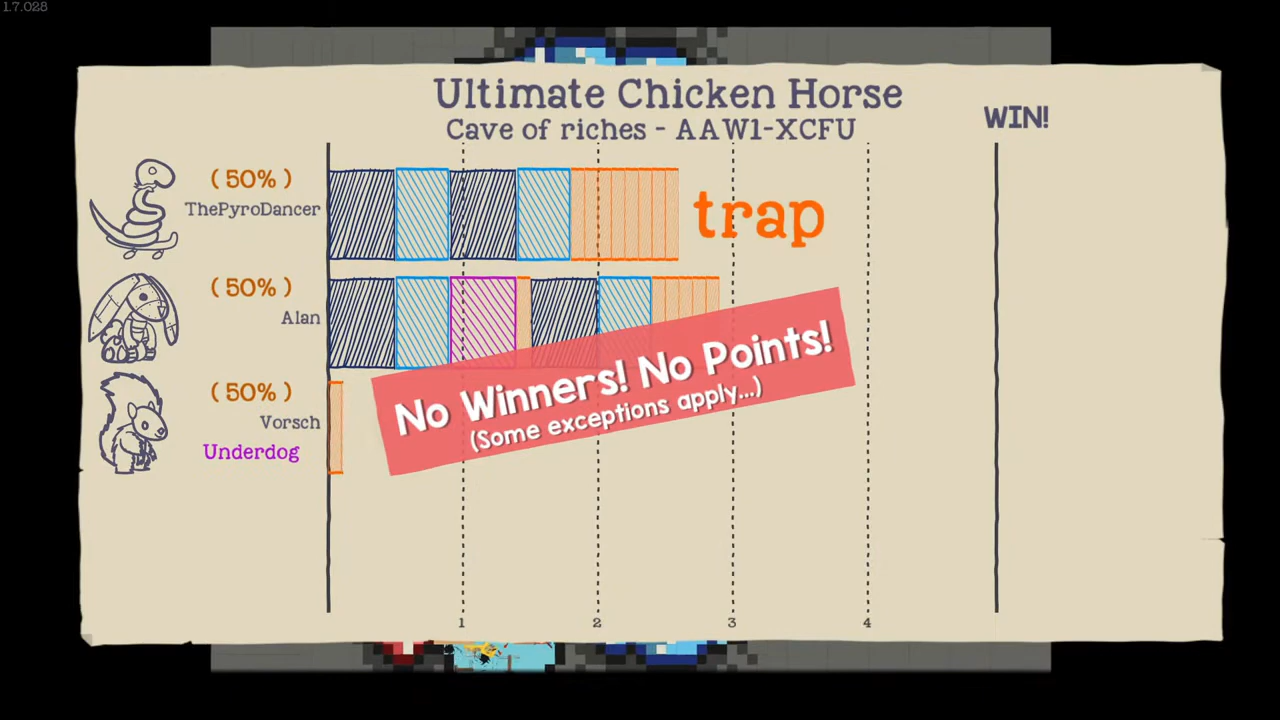 1.7.028
Ultimate Chicken Horse
Cave of riches - AAW1-XCFU
WIN!
( 50% )
ThePyroDancer
trap
( 50% )
Alan
No Winners! No Points!
(Some exceptions apply...)
( 50% )
Vorsch
Underdog
1 2 3 4